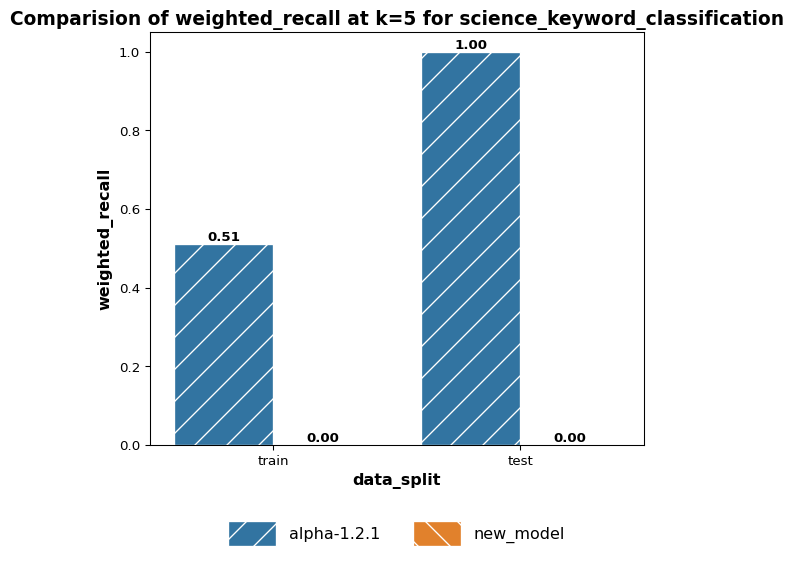 Comparision of weighted_recall at k=5 for science_keyword_classification
1.0
0.8
0.6
0.4
0.2
0.0
weighted_recall
0.51
0.00
1.00
0.00
train
test
data_split
alpha-1.2.1
new_model